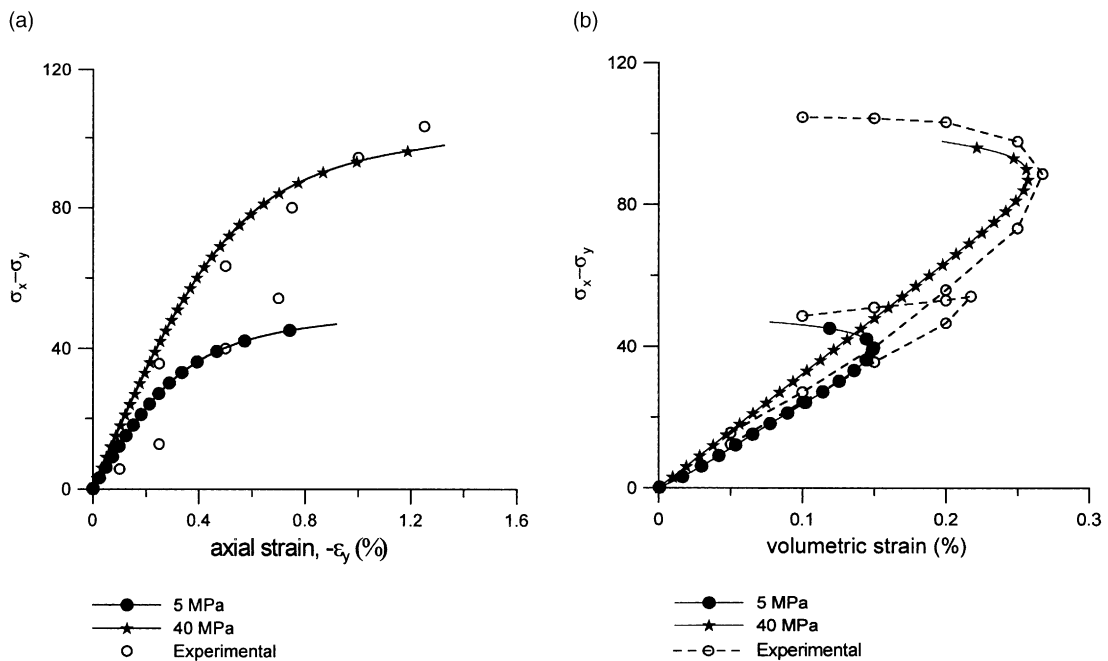 (a)
(b)
120
80
40
0
σx–σy
0
0.4
0.8
1.2
1.6
axial strain, -εy (%)
5 MPa
40 MPa
Experimental
120
80
40
0
σx–σy
0
0.1
0.2
0.3
volumetric strain (%)
5 MPa
40 MPa
Experimental